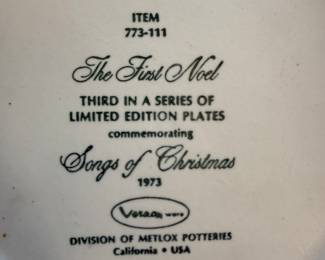 ITEM
773-111
The First Noel
THIRD IN A SERIES OF
LIMITED EDITION PLATES
commemorating
Songs of Christmas
1973
Vernon ware
DIVISION OF METLOX POTTERIES
California • USA